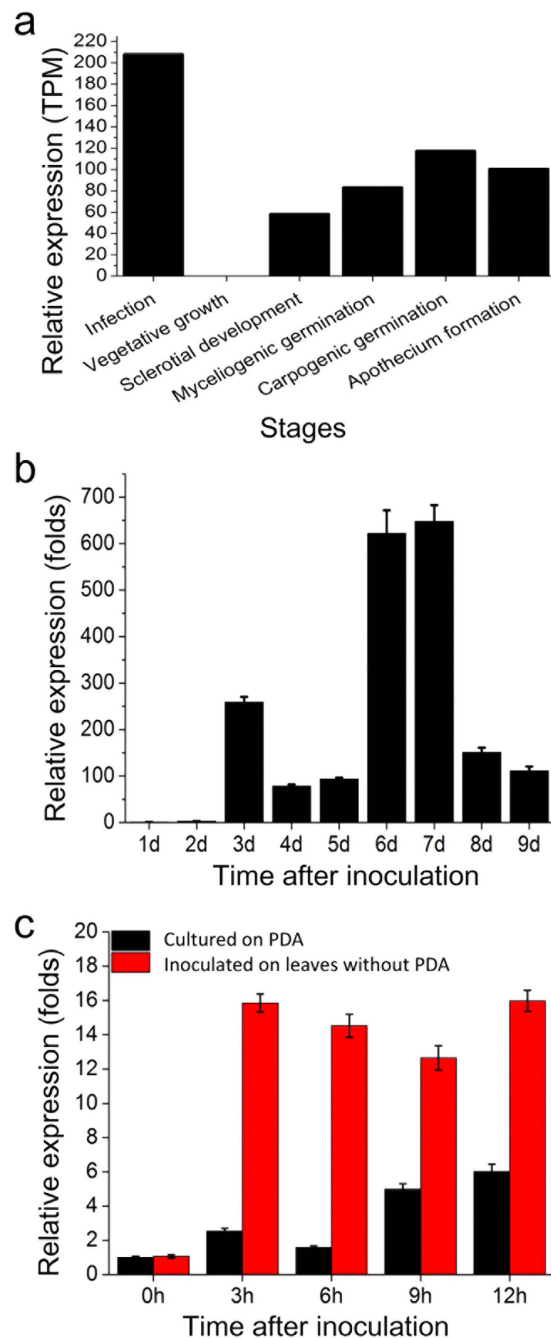 a
Relative expression (TPM)
220
200
180
160
140
120
100
80
60
40
20
0
Infection
Vegetative growth
Sclerotial development
Myceliogenic germination
Carpogenic germination
Apothecium formation
Stages
b
Relative expression (folds)
700
600
500
400
300
200
100
0
1d 2d 3d 4d 5d 6d 7d 8d 9d
Time after inoculation
c
Relative expression (folds)
20
18
16
14
12
10
8
6
4
2
0
Cultured on PDA
Inoculated on leaves without PDA
0h 3h 6h 9h 12h
Time after inoculation